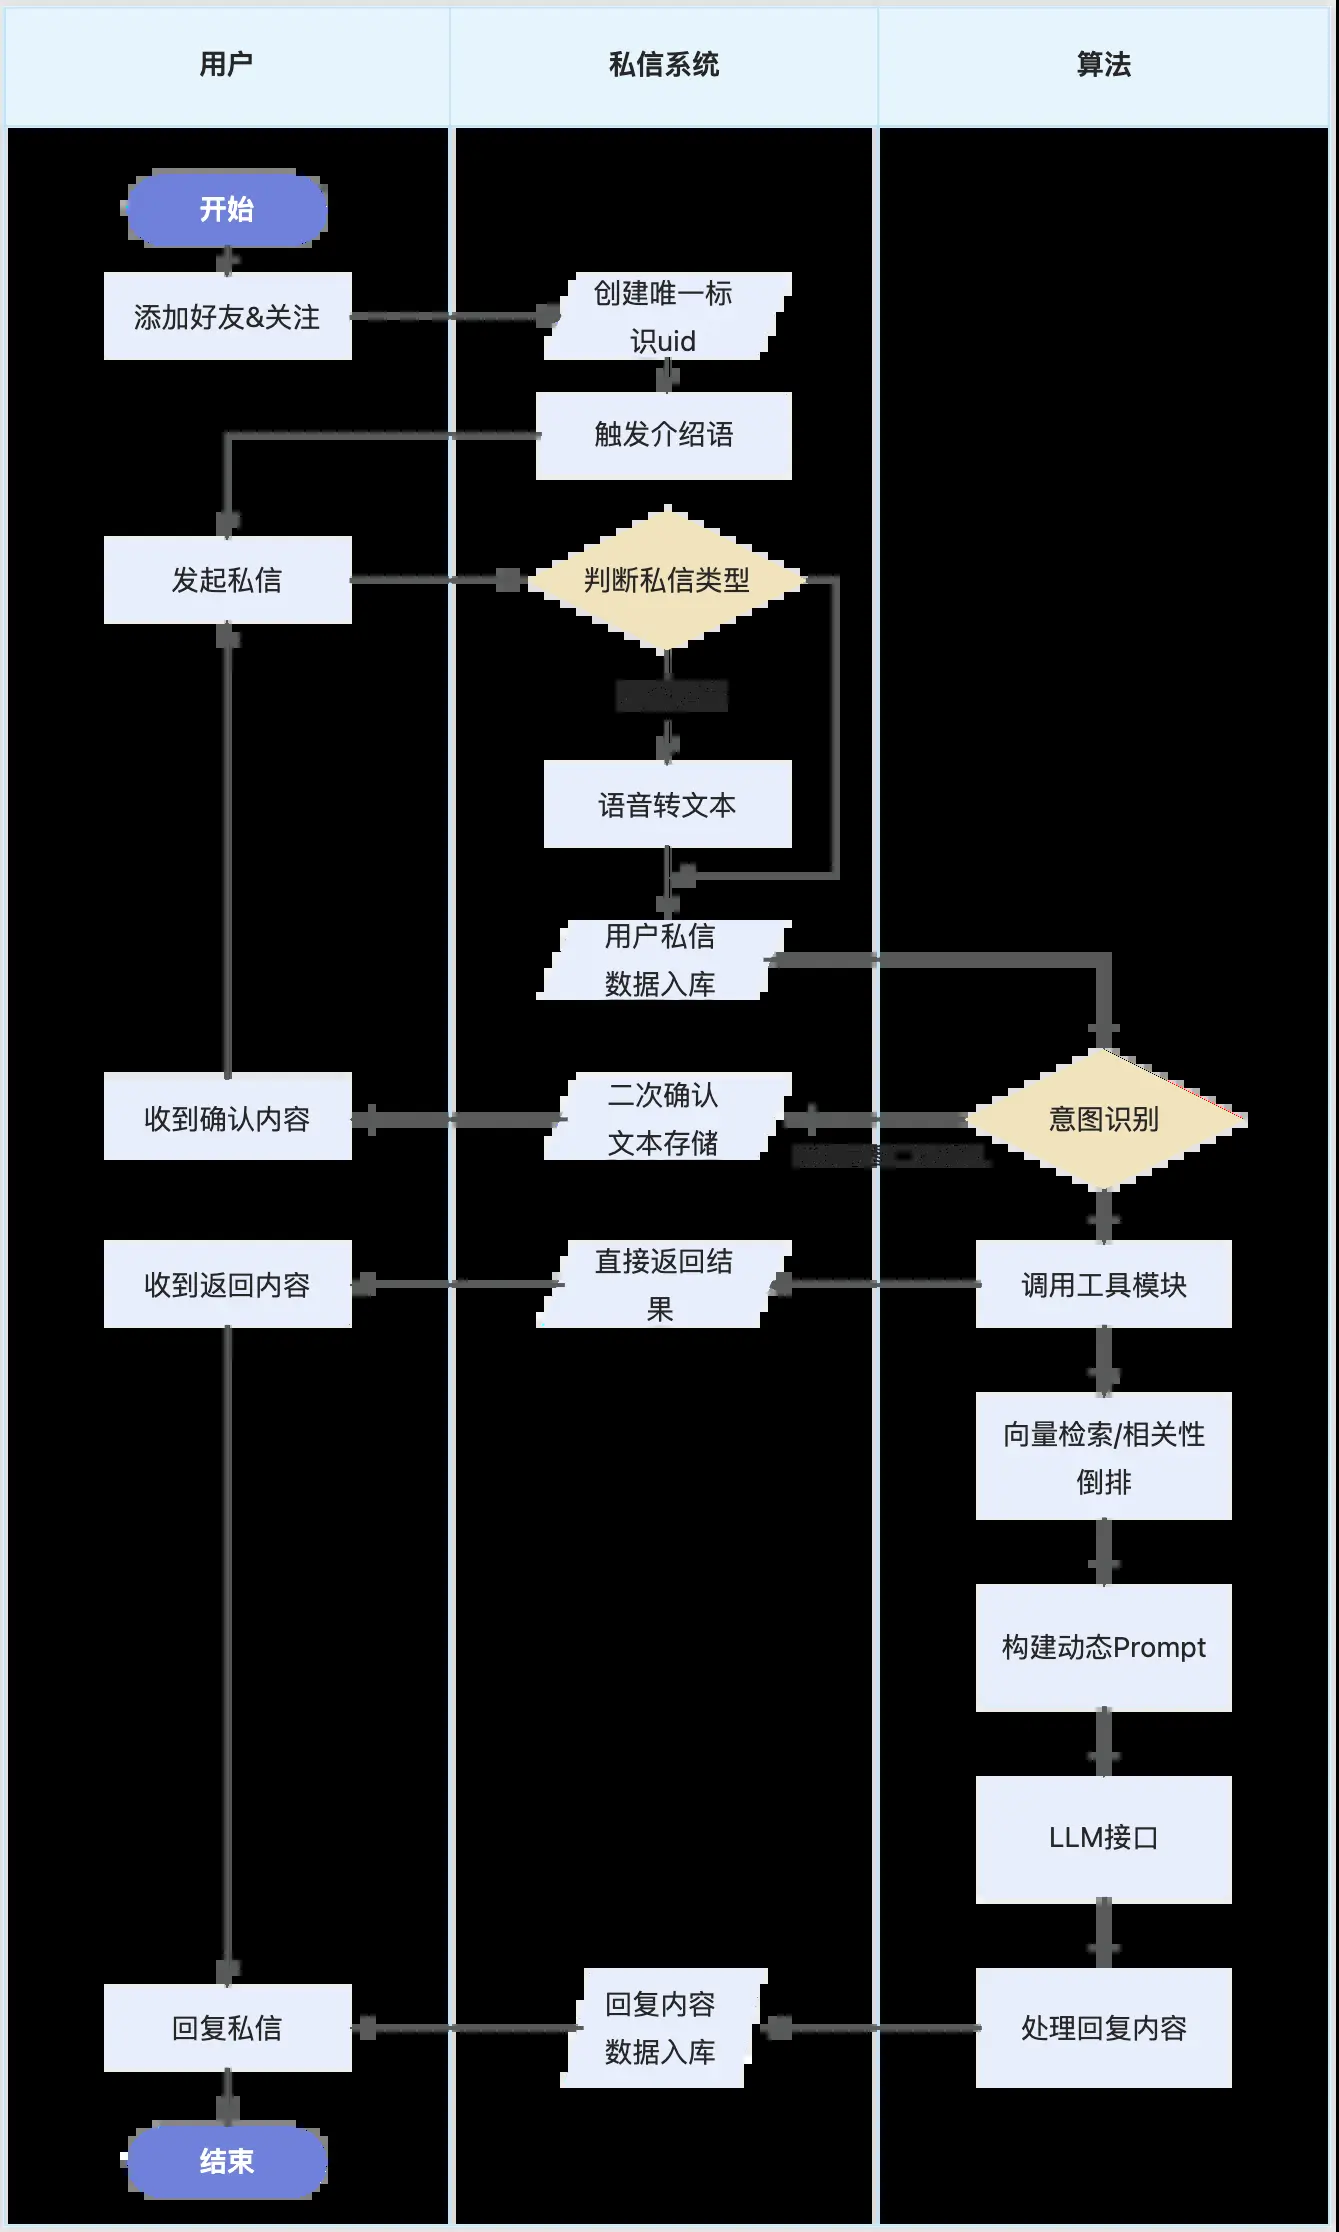 用户
私信系统
算法
开始
添加好友&关注
创建唯一标
识uid
触发介绍语
发起私信
判断私信类型
语音转文本
用户私信
数据入库
收到确认内容
二次确认
文本存储
意图识别
收到返回内容
直接返回结
果
调用工具模块
向量检索/相关性
倒排
构建动态Prompt
LLM接口
回复私信
回复内容
数据入库
处理回复内容
结束